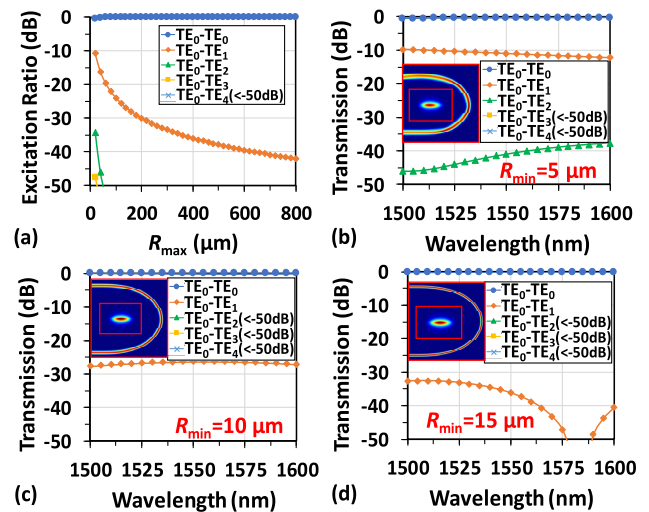 0
-10
-20
-30
-40
-50
Excitation Ratio (dB)
TE0-TE0
TE0-TE1
TE0-TE2
TE0-TE3
TE0-TE4(<-50dB)
0 200 400 600 800
Rmax (μm)
(a)
0
-10
-20
-30
-40
-50
Transmission (dB)
TE0-TE0
TE0-TE1
TE0-TE2
TE0-TE3(<-50dB)
TE0-TE4(<-50dB)
Rmin=5 μm
1500 1525 1550 1575 1600
Wavelength (nm)
(b)
0
-10
-20
-30
-40
-50
Transmission (dB)
TE0-TE0
TE0-TE1
TE0-TE2(<-50dB)
TE0-TE3(<-50dB)
TE0-TE4(<-50dB)
Rmin=10 μm
1500 1525 1550 1575 1600
Wavelength (nm)
(c)
0
-10
-20
-30
-40
-50
Transmission (dB)
TE0-TE0
TE0-TE1
TE0-TE2(<-50dB)
TE0-TE3(<-50dB)
TE0-TE4(<-50dB)
Rmin=15 μm
1500 1525 1550 1575 1600
Wavelength (nm)
(d)